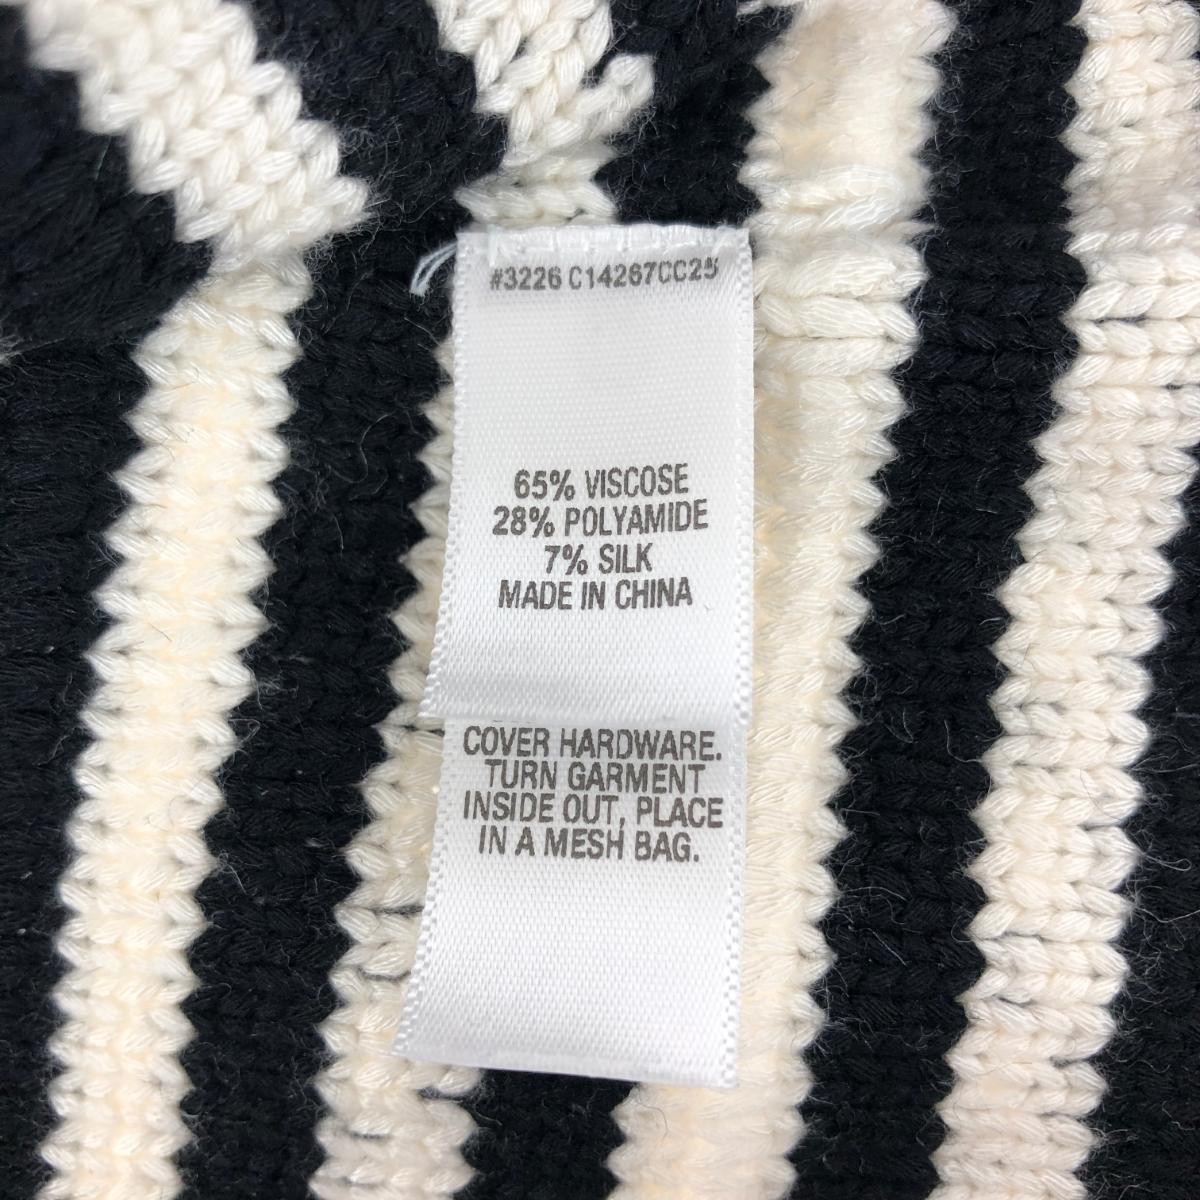 #3226 C14267CC25
65% VISCOSE
28% POLYAMIDE
7% SILK
MADE IN CHINA
COVER HARDWARE.
TURN GARMENT
INSIDE OUT, PLACE
IN A MESH BAG.